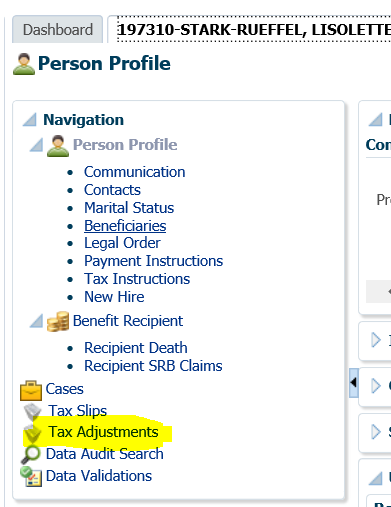 Dashboard
197310-STARK-RUEFFEL, LISOLETTE
Person Profile
Navigation
Person Profile
Communication
Contacts
Marital Status
Beneficiaries
Legal Order
Payment Instructions
Tax Instructions
New Hire
Benefit Recipient
Recipient Death
Recipient SRB Claims
Cases
Tax Slips
Tax Adjustments
Data Audit Search
Data Validations